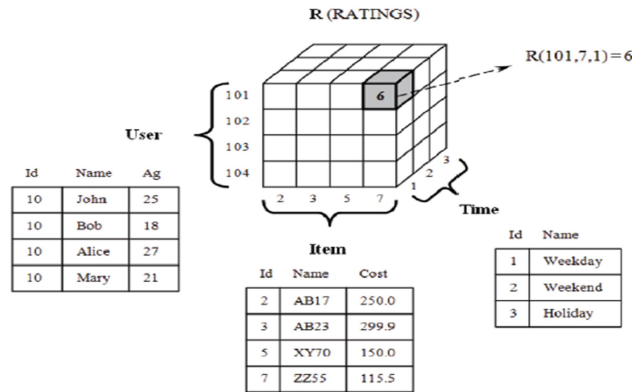 R (RATINGS)
R(101,7,1)=6
101
6
102
103
104
User
2 3 5 7
1 2 3
Time
Item
Id Name Ag
10 John 25
10 Bob 18
10 Alice 27
10 Mary 21
Id Name Cost
2 AB17 250.0
3 AB23 299.9
5 XY70 150.0
7 ZZ55 115.5
Id Name
1 Weekday
2 Weekend
3 Holiday